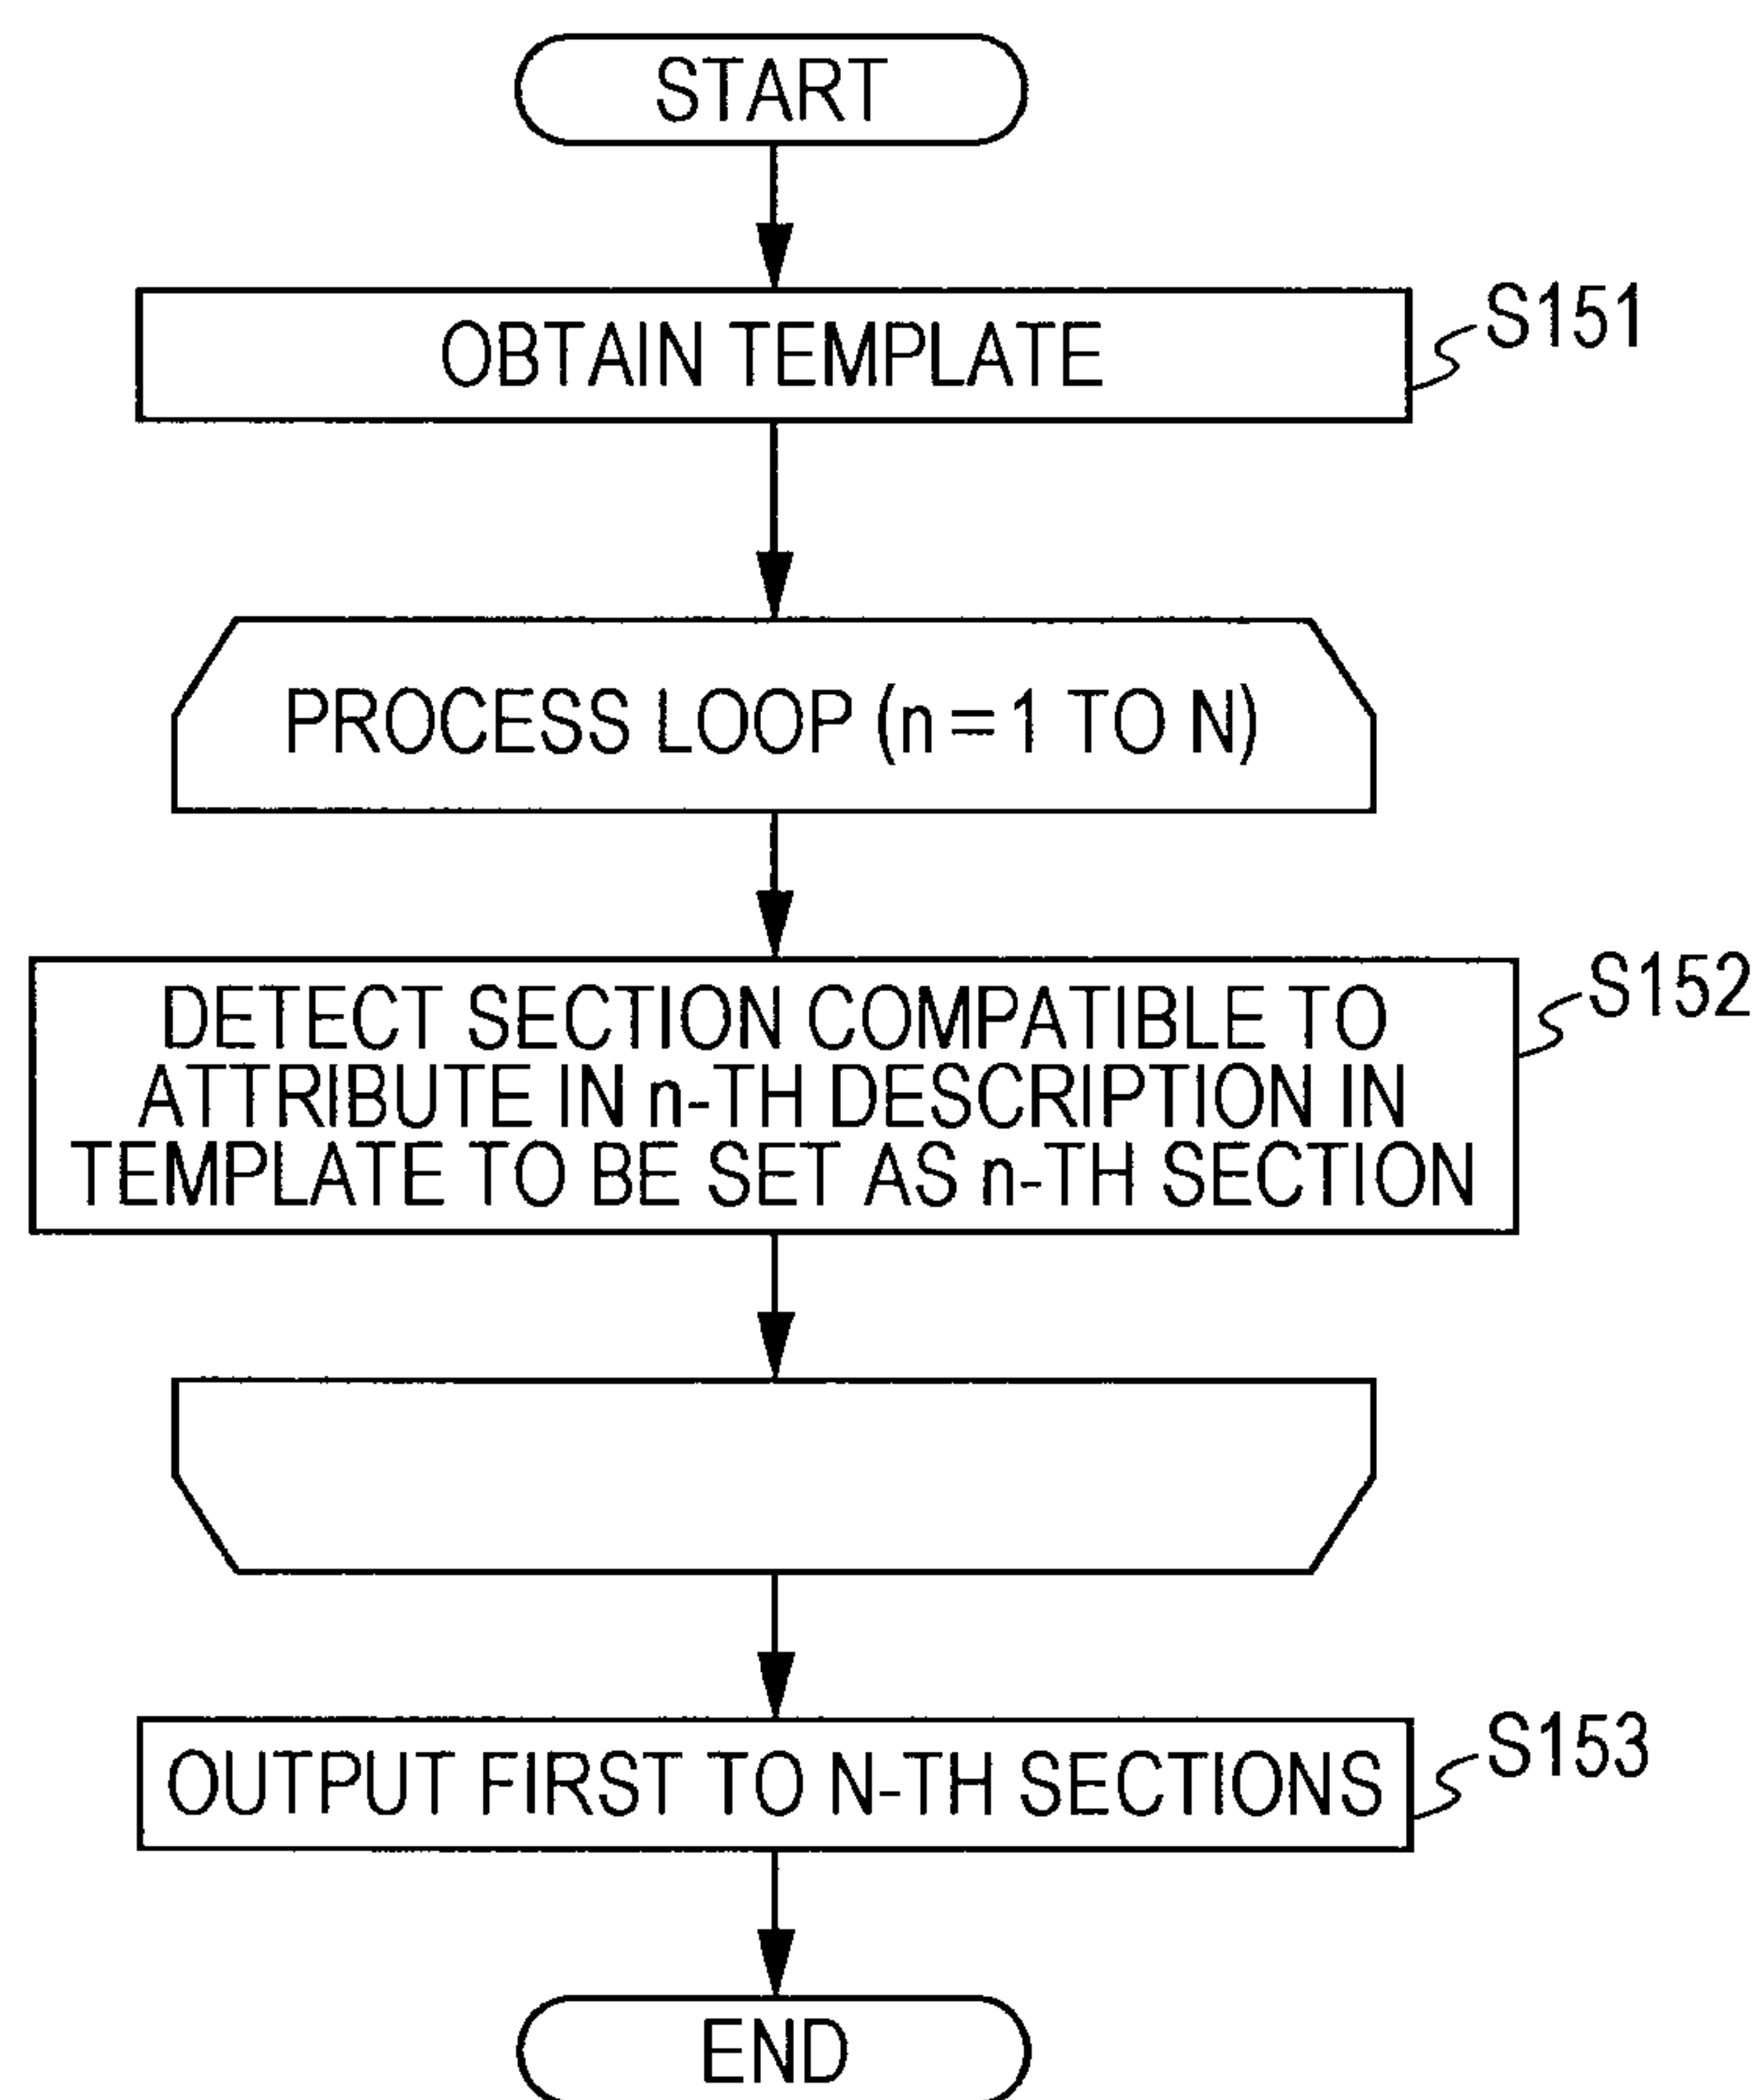 START
OBTAIN TEMPLATE
S151
PROCESS LOOP (n = 1 TO N)
DETECT SECTION COMPATIBLE TO
ATTRIBUTE IN n-TH DESCRIPTION IN
TEMPLATE TO BE SET AS n-TH SECTION
S152
OUTPUT FIRST TO N-TH SECTIONS
S153
END